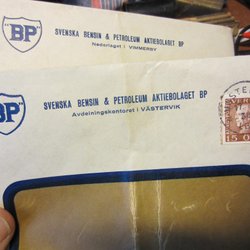 "BP"
SVENSKA BENSIN & PETROLEUM AKTIEBOLAGET BP
Nederlaget i VIMMERBY
"BP"
SVENSKA BENSIN & PETROLEUM AKTIEBOLAGET BP
Avdelningskontoret i VÄSTERVIK